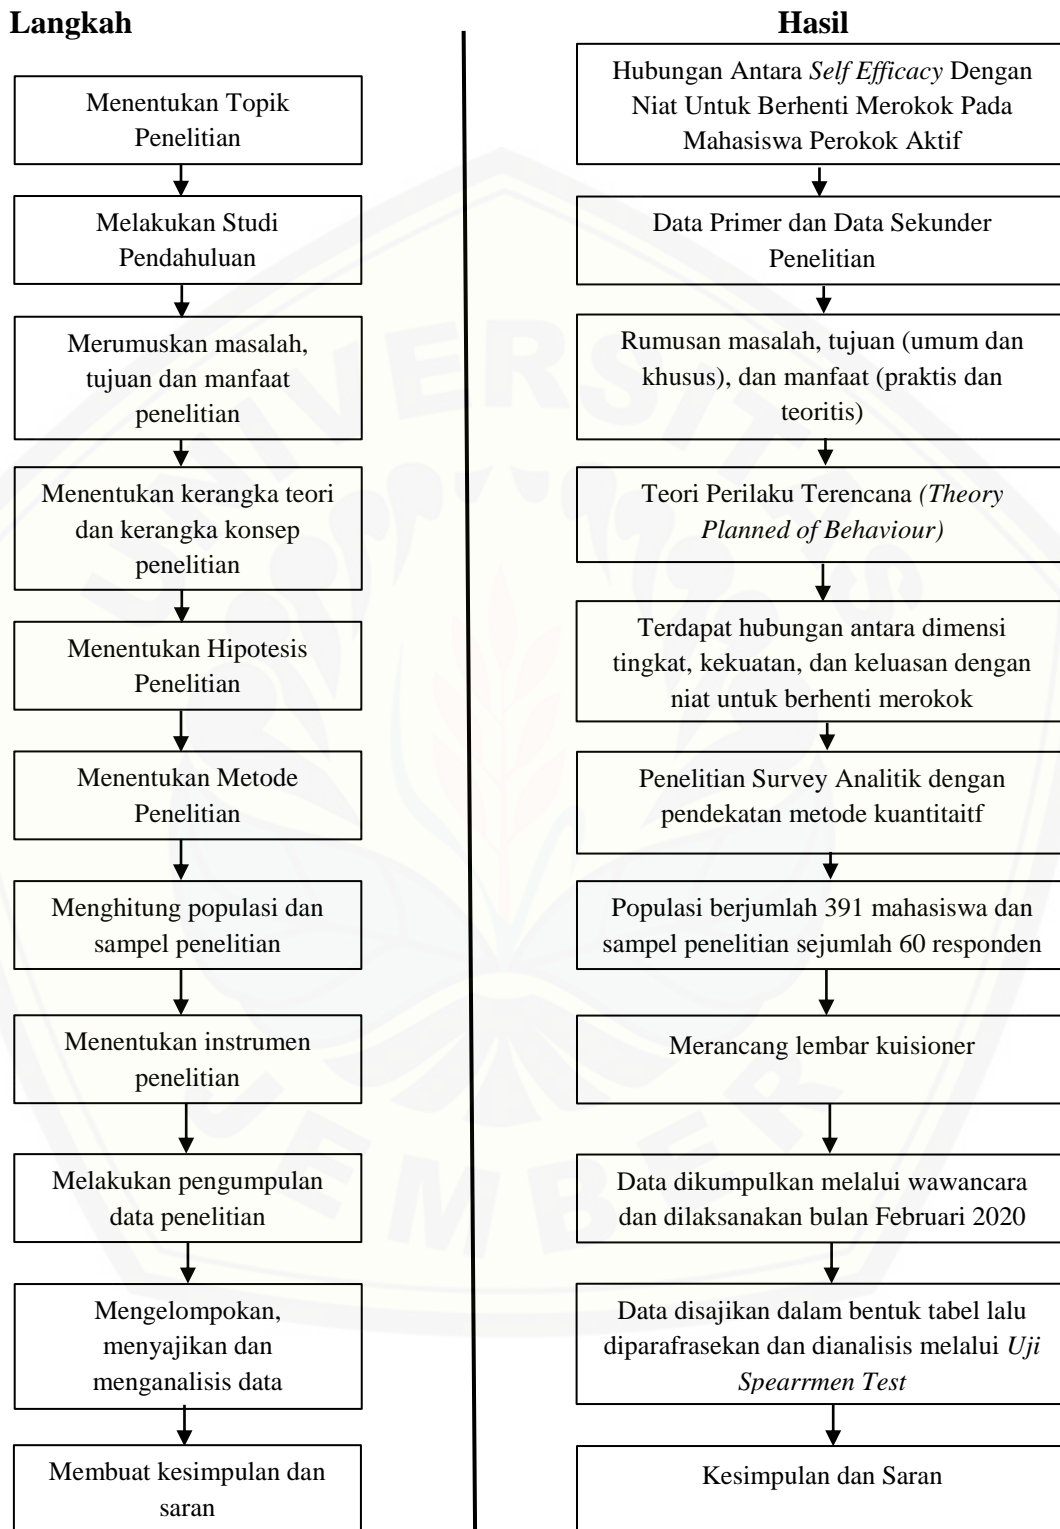 Langkah
Menentukan Topik
Penelitian
Melakukan Studi
Pendahuluan
Merumuskan masalah,
tujuan dan manfaat
penelitian
Menentukan kerangka teori
dan kerangka konsep
penelitian
Menentukan Hipotesis
Penelitian
Menentukan Metode
Penelitian
Menghitung populasi dan
sampel penelitian
Menentukan instrumen
penelitian
Melakukan pengumpulan
data penelitian
Mengelompokan,
menyajikan dan
menganalisis data
Membuat kesimpulan dan
saran
Hasil
Hubungan Antara Self Efficacy Dengan
Niat Untuk Berhenti Merokok Pada
Mahasiswa Perokok Aktif
Data Primer dan Data Sekunder
Penelitian
Rumusan masalah, tujuan (umum dan
khusus), dan manfaat (praktis dan
teoritis)
Teori Perilaku Terencana (Theory
Planned of Behaviour)
Terdapat hubungan antara dimensi
tingkat, kekuatan, dan keluasan dengan
niat untuk berhenti merokok
Penelitian Survey Analitik dengan
pendekatan metode kuantitaitf
Populasi berjumlah 391 mahasiswa dan
sampel penelitian sejumlah 60 responden
Merancang lembar kuisioner
Data dikumpulkan melalui wawancara
dan dilaksanakan bulan Februari 2020
Data disajikan dalam bentuk tabel lalu
diparafrasekan dan dianalisis melalui Uji
Spearrmen Test
Kesimpulan dan Saran
UNIVERSITAS
JEMBER